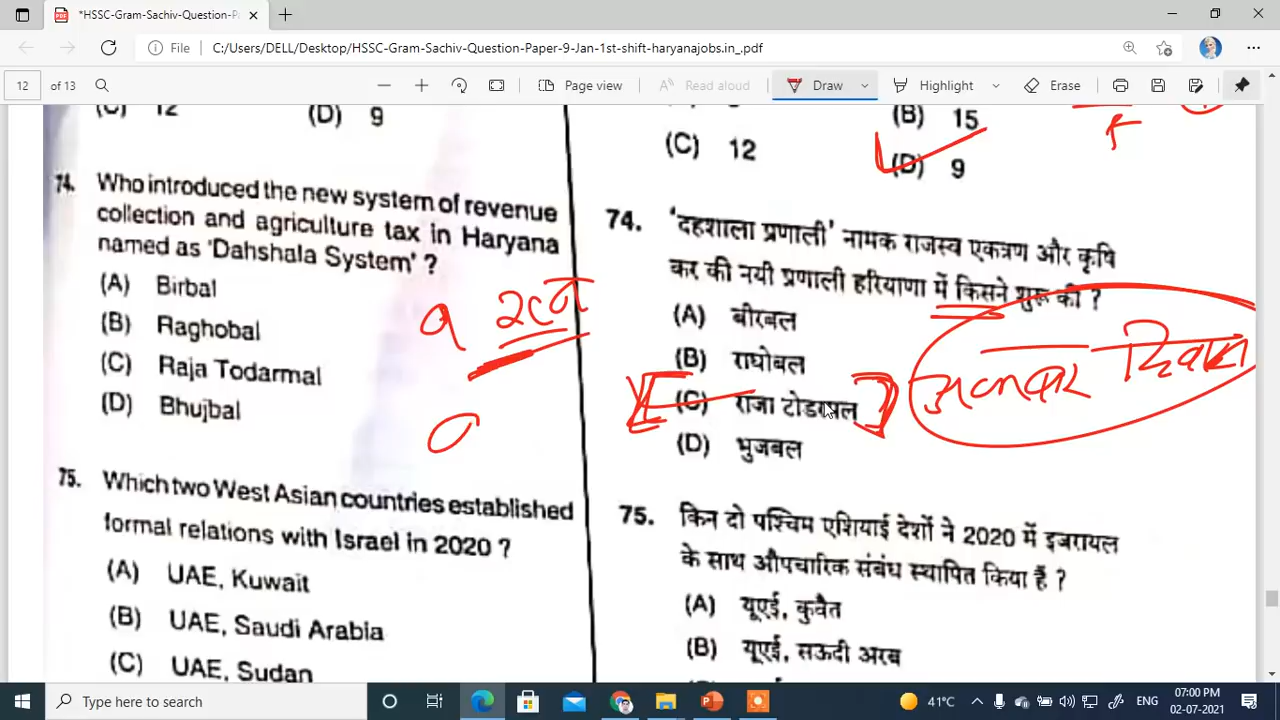 *HSSC-Gram-Sachiv-Question-P
File
C:/Users/DELL/Desktop/HSSC-Gram-Sachiv-Question-Paper-9-Jan-1st-shift-haryanajobs.in_.pdf
12 of 13
Page view
Read aloud
Draw
Highlight
Erase
(C) 12
(D) 9
74. Who introduced the new system of revenue
collection and agriculture tax in Haryana
named as 'Dahshala System' ?
(A) Birbal
(B) Raghobal
(C) Raja Todarmal
(D) Bhujbal
75. Which two West Asian countries established
formal relations with Israel in 2020 ?
(A) UAE, Kuwait
(B) UAE, Saudi Arabia
(C) UAE, Sudan
(B) 15
(C) 12
(D) 9
74. 'दहशाला प्रणाली' नामक राजस्व एकत्रण और कृषि
कर की नयी प्रणाली हरियाणा में किसने शुरू की ?
(A) बीरबल
(B) राघोबल
(C) राजा टोडरमल
(D) भुजबल
75. किन दो पश्चिम एशियाई देशों ने 2020 में इजरायल
के साथ औपचारिक संबंध स्थापित किया हैं ?
(A) यूएई, कुवैत
(B) यूएई, सऊदी अरब
Type here to search
41°C
ENG
07:00 PM
02-07-2021